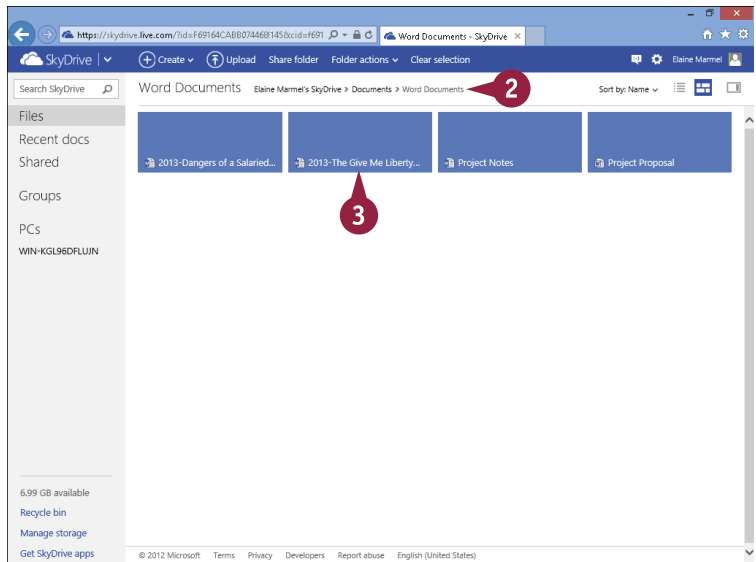 https://skydrive.live.com/?id=F69164CABB074468!145&cid=f691
Word Documents - SkyDrive
SkyDrive
Create
Upload
Share folder
Folder actions
Clear selection
Elaine Marmel
Search SkyDrive
Word Documents
Elaine Marmel's SkyDrive > Documents > Word Documents
2
Sort by: Name
Files
Recent docs
Shared
Groups
PCs
WIN-KGL96DFLUJN
2013-Dangers of a Salaried...
2013-The Give Me Liberty...
Project Notes
Project Proposal
3
6.99 GB available
Recycle bin
Manage storage
Get SkyDrive apps
© 2012 Microsoft Terms Privacy Developers Report abuse English (United States)